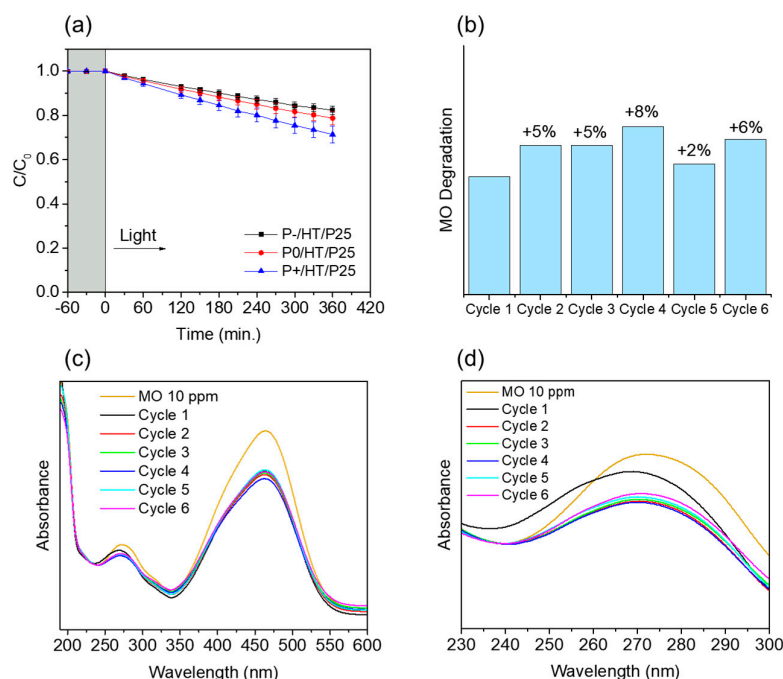 (a)
C/C0
1.0
0.8
0.6
0.4
0.2
0.0
Light
P-/HT/P25
P0/HT/P25
P+/HT/P25
-60 0 60 120 180 240 300 360 420
Time (min.)
(b)
MO Degradation
+5% +5% +8% +2% +6%
Cycle 1 Cycle 2 Cycle 3 Cycle 4 Cycle 5 Cycle 6
(c)
Absorbance
MO 10 ppm
Cycle 1
Cycle 2
Cycle 3
Cycle 4
Cycle 5
Cycle 6
200 250 300 350 400 450 500 550 600
Wavelength (nm)
(d)
Absorbance
MO 10 ppm
Cycle 1
Cycle 2
Cycle 3
Cycle 4
Cycle 5
Cycle 6
230 240 250 260 270 280 290 300
Wavelength (nm)